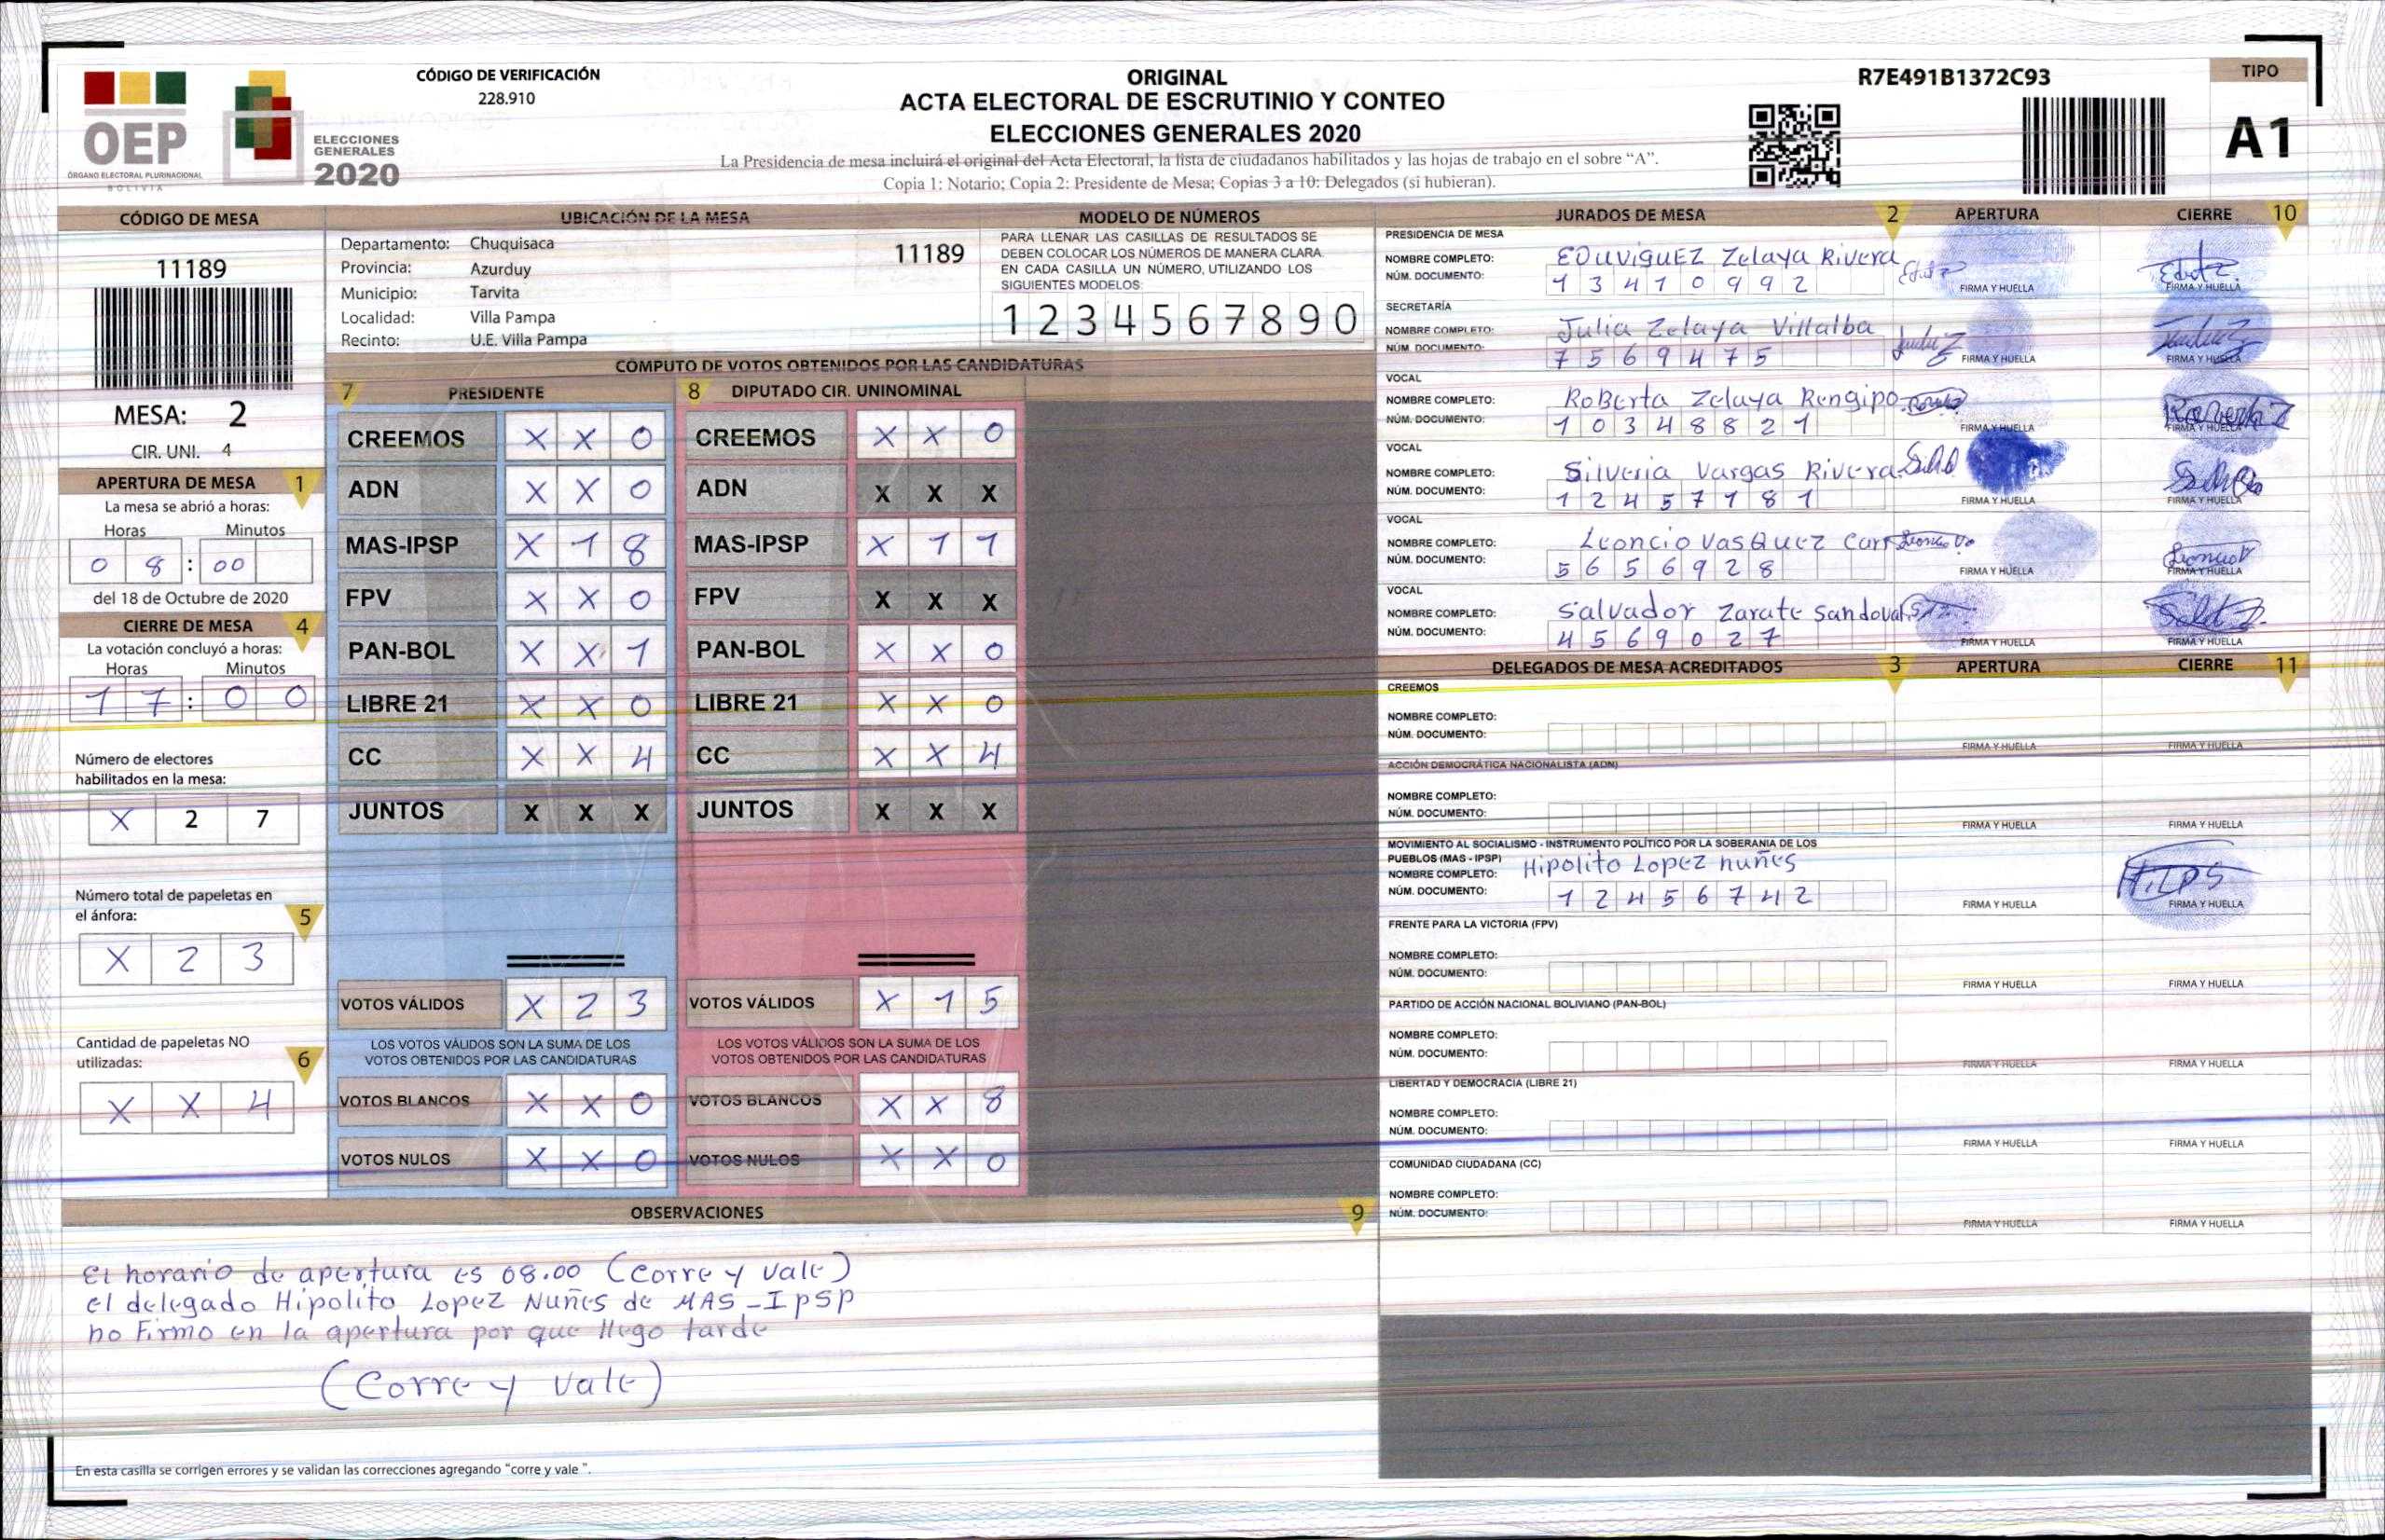 CÓDIGO DE VERIFICACIÓN
228.910
ORIGINAL
ACTA ELECTORAL DE ESCRUTINIO Y CONTEO
ELECCIONES GENERALES 2020
La Presidencia de mesa incluirá el original del Acta Electoral, la lista de ciudadanos habilitados y las hojas de trabajo en el sobre “A”.
Copia 1: Notario; Copia 2: Presidente de Mesa; Copias 3 a 10: Delegados (si hubieran).
R7E491B1372C93
TIPO
A1
OEP
ÓRGANO ELECTORAL PLURINACIONAL
BOLIVIA
ELECCIONES
GENERALES
2020
CÓDIGO DE MESA
11189
MESA: 2
CIR. UNI. 4
APERTURA DE MESA 1
La mesa se abrió a horas:
Horas Minutos
0 8 : 00
del 18 de Octubre de 2020
CIERRE DE MESA 4
La votación concluyó a horas:
Horas Minutos
1 7 : 0 0
Número de electores
habilitados en la mesa:
X 2 7
Número total de papeletas en
el ánfora:
5
X 2 3
Cantidad de papeletas NO
utilizadas:
6
X X 4
UBICACIÓN DE LA MESA
Departamento: Chuquisaca
Provincia: Azurduy
Municipio: Tarvita
Localidad: Villa Pampa
Recinto: U.E. Villa Pampa
11189
MODELO DE NÚMEROS
PARA LLENAR LAS CASILLAS DE RESULTADOS SE
DEBEN COLOCAR LOS NÚMEROS DE MANERA CLARA.
EN CADA CASILLA UN NÚMERO, UTILIZANDO LOS
SIGUIENTES MODELOS:
1 2 3 4 5 6 7 8 9 0
CÓMPUTO DE VOTOS OBTENIDOS POR LAS CANDIDATURAS
7 PRESIDENTE
CREEMOS X X 0
ADN X X 0
MAS-IPSP X 1 8
FPV X X 0
PAN-BOL X X 1
LIBRE 21 X X 0
CC X X 4
JUNTOS X X X
VOTOS VÁLIDOS X 2 3
LOS VOTOS VÁLIDOS SON LA SUMA DE LOS
VOTOS OBTENIDOS POR LAS CANDIDATURAS
VOTOS BLANCOS X X 0
VOTOS NULOS X X 0
8 DIPUTADO CIR. UNINOMINAL
CREEMOS X X 0
ADN X X X
MAS-IPSP X 1 1
FPV X X X
PAN-BOL X X 0
LIBRE 21 X X 0
CC X X 4
JUNTOS X X X
VOTOS VÁLIDOS X 1 5
LOS VOTOS VÁLIDOS SON LA SUMA DE LOS
VOTOS OBTENIDOS POR LAS CANDIDATURAS
VOTOS BLANCOS X X 8
VOTOS NULOS X X 0
OBSERVACIONES 9
El horario de apertura es 08.00 (Corre y Vale)
el delegado Hipolito Lopez Nuñes de MAS-IPSP
no Firmo en la apertura por que llego tarde
(Corre y Vale)
En esta casilla se corrigen errores y se validan las correcciones agregando “corre y vale ”.
JURADOS DE MESA 2 APERTURA CIERRE 10
PRESIDENCIA DE MESA
NOMBRE COMPLETO: EDUVIGUEZ Zelaya Rivera
NÚM. DOCUMENTO: 1 3 4 1 0 9 9 2
FIRMA Y HUELLA FIRMA Y HUELLA
SECRETARÍA
NOMBRE COMPLETO: Julia Zelaya Villalba
NÚM. DOCUMENTO: 7 5 6 9 4 7 5
FIRMA Y HUELLA FIRMA Y HUELLA
VOCAL
NOMBRE COMPLETO: RoBerta Zelaya Rengipo
NÚM. DOCUMENTO: 1 0 3 4 8 8 2 1
FIRMA Y HUELLA FIRMA Y HUELLA
VOCAL
NOMBRE COMPLETO: Silveria Vargas Rivera
NÚM. DOCUMENTO: 1 2 4 5 7 1 8 1
FIRMA Y HUELLA FIRMA Y HUELLA
VOCAL
NOMBRE COMPLETO: Leoncio VasQuez
NÚM. DOCUMENTO: 5 6 5 6 9 2 8
FIRMA Y HUELLA FIRMA Y HUELLA
VOCAL
NOMBRE COMPLETO: Salvador Zarate Sandoval
NÚM. DOCUMENTO: 4 5 6 9 0 2 7
FIRMA Y HUELLA FIRMA Y HUELLA
DELEGADOS DE MESA ACREDITADOS 3 APERTURA CIERRE 11
CREEMOS
NOMBRE COMPLETO:
NÚM. DOCUMENTO:
FIRMA Y HUELLA FIRMA Y HUELLA
ACCIÓN DEMOCRÁTICA NACIONALISTA (ADN)
NOMBRE COMPLETO:
NÚM. DOCUMENTO:
FIRMA Y HUELLA FIRMA Y HUELLA
MOVIMIENTO AL SOCIALISMO - INSTRUMENTO POLÍTICO POR LA SOBERANIA DE LOS
PUEBLOS (MAS - IPSP)
NOMBRE COMPLETO: Hipolito Lopez nuñes
NÚM. DOCUMENTO: 1 2 4 5 6 7 4 2
FIRMA Y HUELLA FIRMA Y HUELLA
FRENTE PARA LA VICTORIA (FPV)
NOMBRE COMPLETO:
NÚM. DOCUMENTO:
FIRMA Y HUELLA FIRMA Y HUELLA
PARTIDO DE ACCIÓN NACIONAL BOLIVIANO (PAN-BOL)
NOMBRE COMPLETO:
NÚM. DOCUMENTO:
FIRMA Y HUELLA FIRMA Y HUELLA
LIBERTAD Y DEMOCRACIA (LIBRE 21)
NOMBRE COMPLETO:
NÚM. DOCUMENTO:
FIRMA Y HUELLA FIRMA Y HUELLA
COMUNIDAD CIUDADANA (CC)
NOMBRE COMPLETO:
NÚM. DOCUMENTO:
FIRMA Y HUELLA FIRMA Y HUELLA